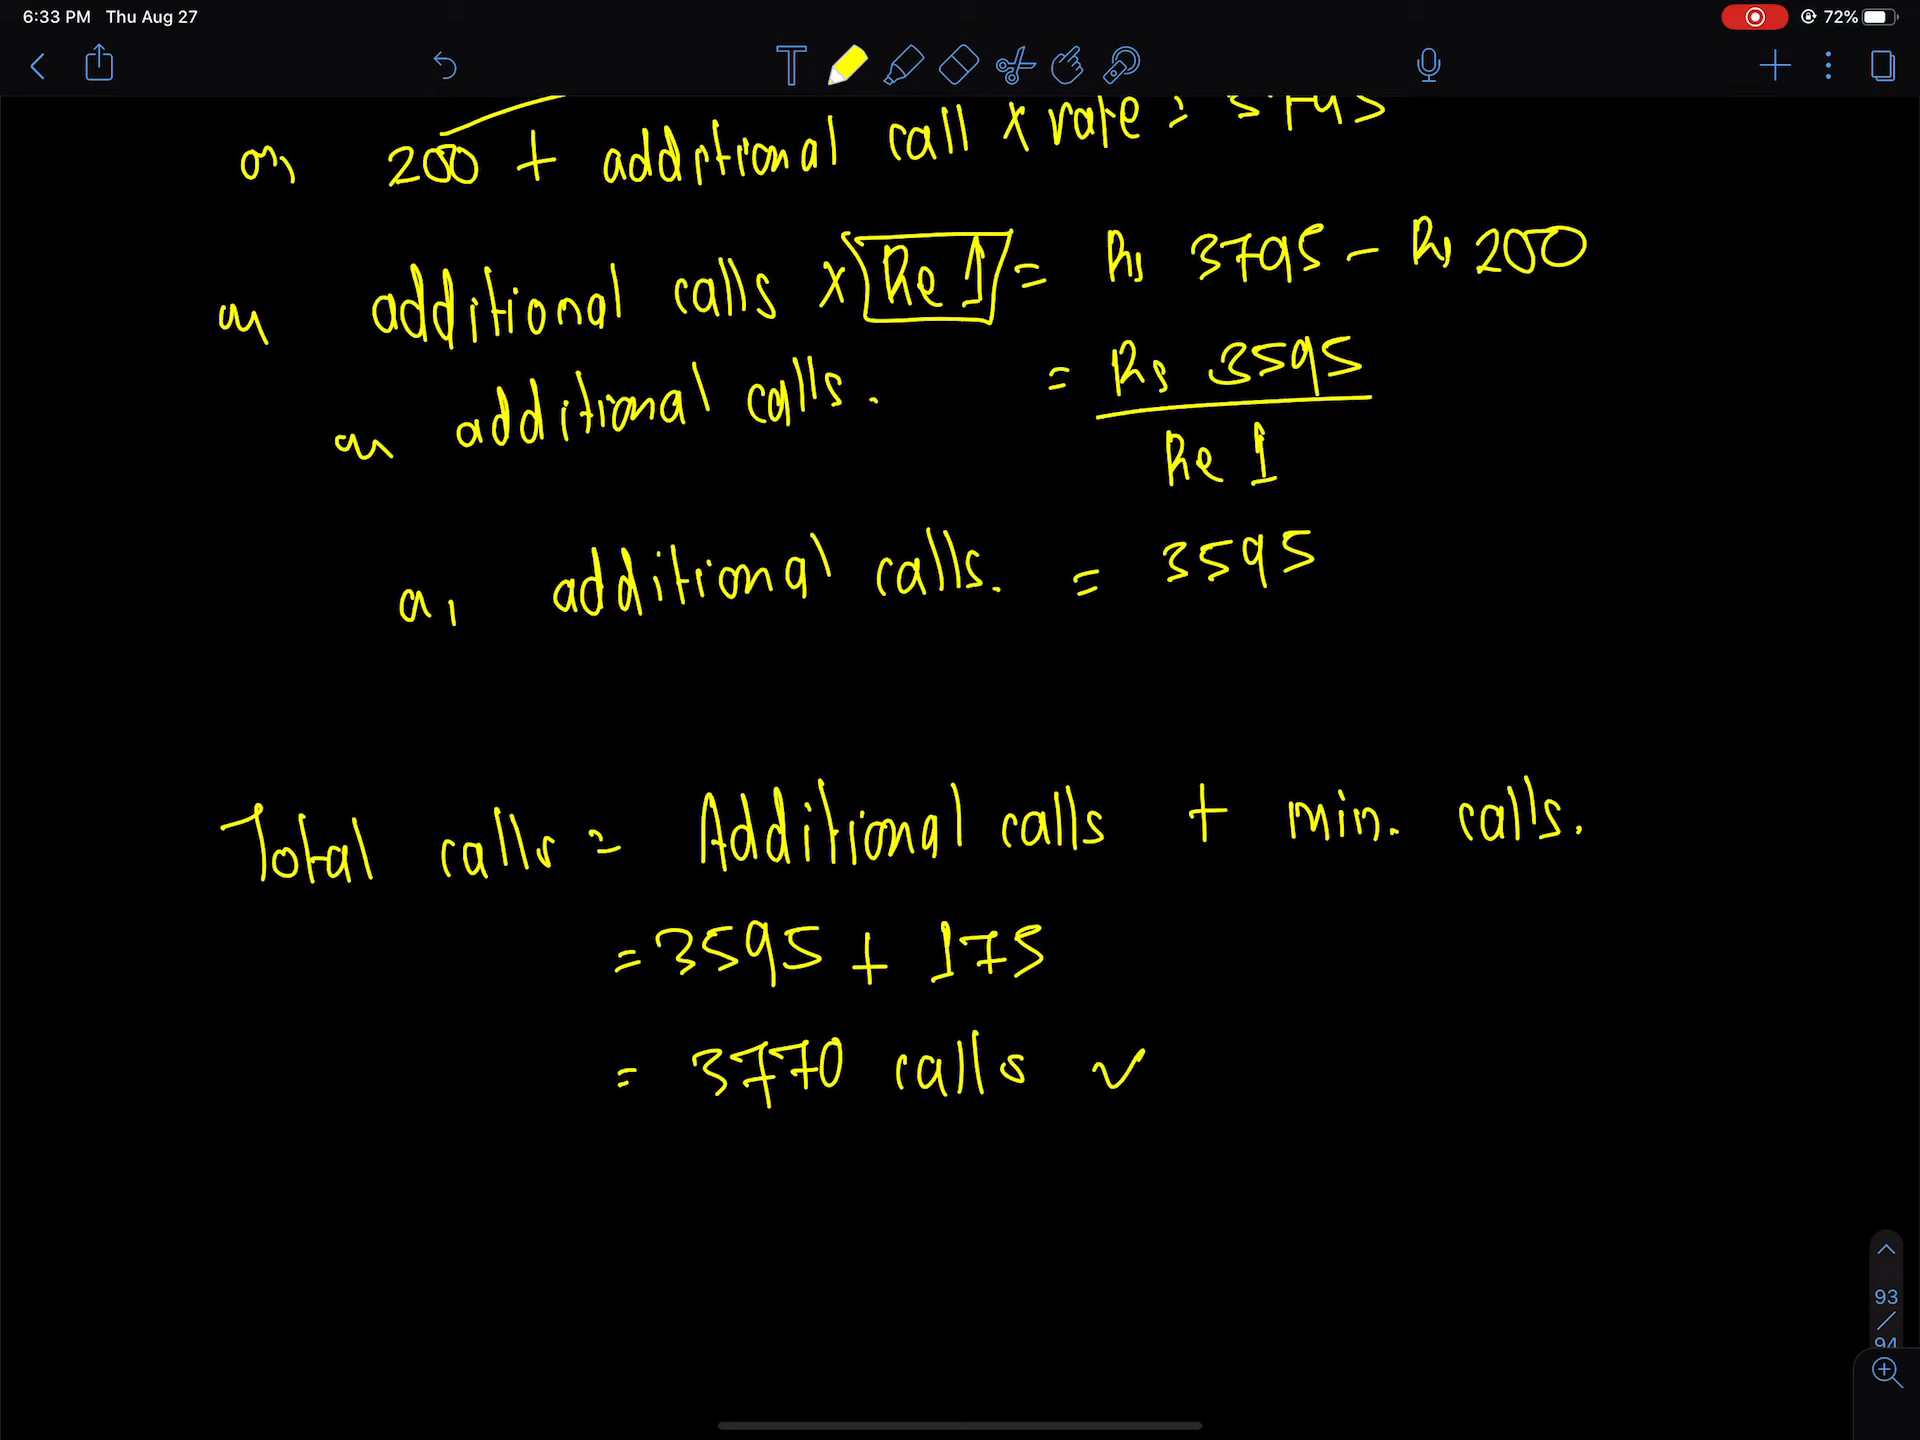 6:33 PM Thu Aug 27 72%
or, 200 + additional call × rate = 3795
or additional calls × Re 1 = Rs 3795 - Rs 200
or additional calls. = Rs 3595
Re 1
or, additional calls. = 3595
Total calls = Additional calls + min. calls.
= 3595 + 175
= 3770 calls ✓
93
/
94